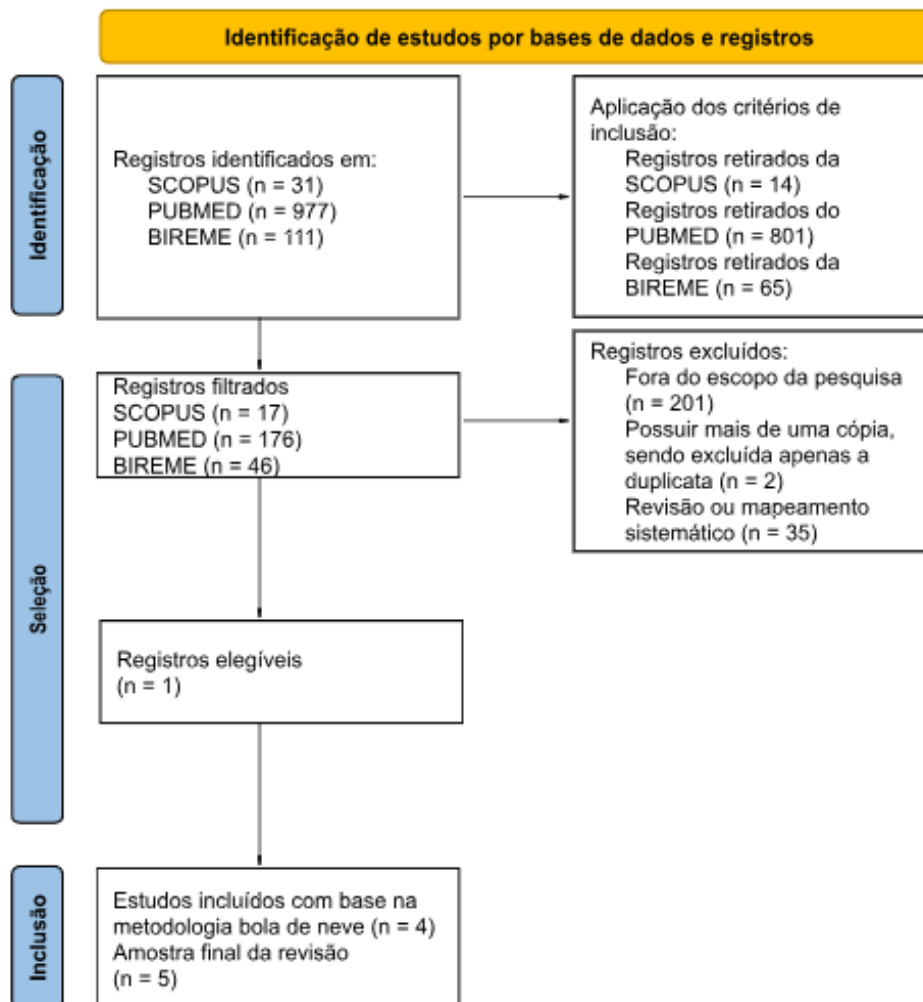 Identificação de estudos por bases de dados e registros
Identificação
Registros identificados em:
SCOPUS (n = 31)
PUBMED (n = 977)
BIREME (n = 111)
Aplicação dos critérios de
inclusão:
Registros retirados da
SCOPUS (n = 14)
Registros retirados do
PUBMED (n = 801)
Registros retirados da
BIREME (n = 65)
Seleção
Registros filtrados
SCOPUS (n = 17)
PUBMED (n = 176)
BIREME (n = 46)
Registros excluídos:
Fora do escopo da pesquisa
(n = 201)
Possuir mais de uma cópia,
sendo excluída apenas a
duplicata (n = 2)
Revisão ou mapeamento
sistemático (n = 35)
Registros elegíveis
(n = 1)
Inclusão
Estudos incluídos com base na
metodologia bola de neve (n = 4)
Amostra final da revisão
(n = 5)